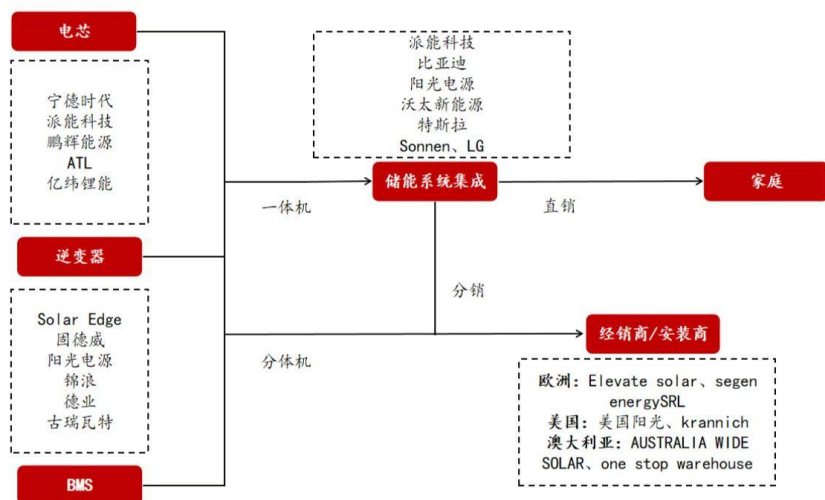 电芯
宁德时代
派能科技
鹏辉能源
ATL
亿纬锂能
逆变器
Solar Edge
固德威
阳光电源
锦浪
德业
古瑞瓦特
BMS
一体机
分体机
派能科技
比亚迪
阳光电源
沃太新能源
特斯拉
Sonnen、LG
储能系统集成
直销
家庭
分销
经销商/安装商
欧洲：Elevate solar、segen
energySRL
美国：美国阳光、krannich
澳大利亚：AUSTRALIA WIDE
SOLAR、one stop warehouse